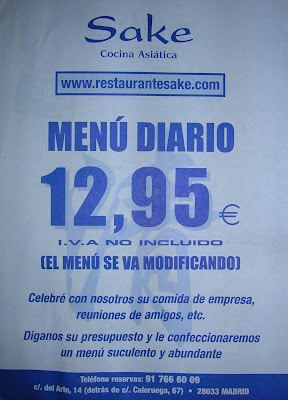 Sake
Cocina Asiática
www.restaurantesake.com
MENÚ DIARIO
12,95 €
I.V.A NO INCLUIDO
(EL MENÚ SE VA MODIFICANDO)
Celebré con nosotros su comida de empresa,
reuniones de amigos, etc.
Diganos su presupuesto y le confeccionaremos
un menú suculento y abundante
Teléfono reservas: 91 766 60 09
c/. del Arte, 14 (detrás de c/. Caleruega, 67) • 28033 MADRID